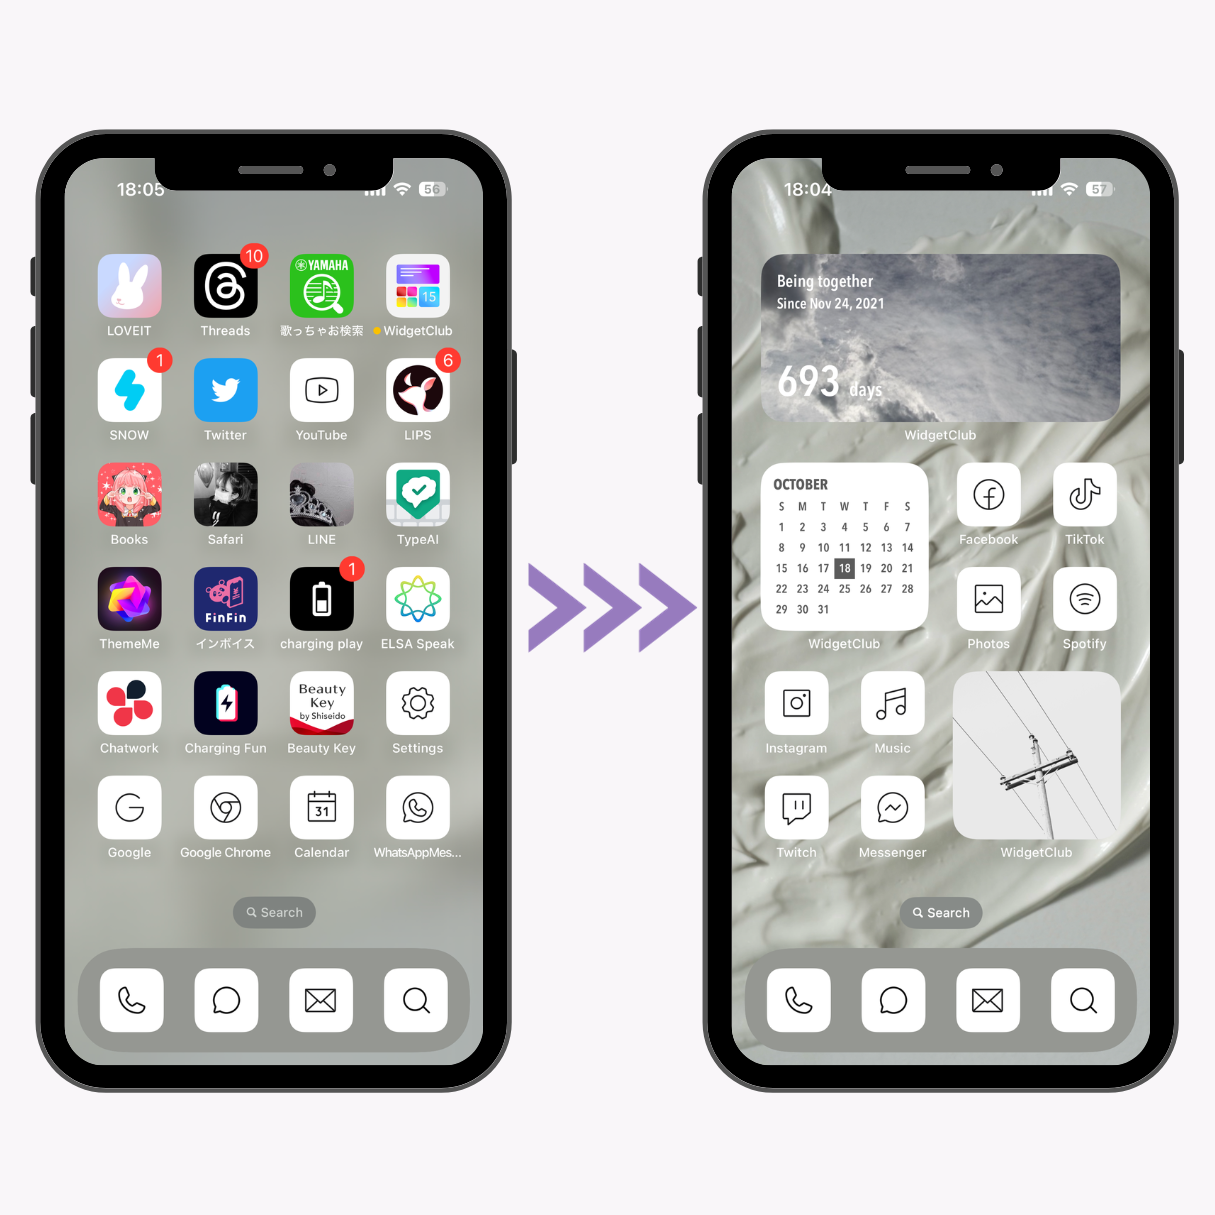 18:05
56
10
YAMAHA
15
LOVEIT
Threads
歌っちゃお検索
WidgetClub
1
6
SNOW
Twitter
YouTube
LIPS
Books
Safari
LINE
TypeAI
1
FinFin
ThemeMe
インボイス
charging play
ELSA Speak
Beauty
Key
by Shiseido
Chatwork
Charging Fun
Beauty Key
Settings
31
Google
Google Chrome
Calendar
WhatsAppMes...
Search
18:04
57
Being together
Since Nov 24, 2021
693 days
WidgetClub
OCTOBER
S M T W T F S
1 2 3 4 5 6 7
8 9 10 11 12 13 14
15 16 17 18 19 20 21
22 23 24 25 26 27 28
29 30 31
WidgetClub
Facebook
TikTok
Photos
Spotify
Instagram
Music
Twitch
Messenger
WidgetClub
Search